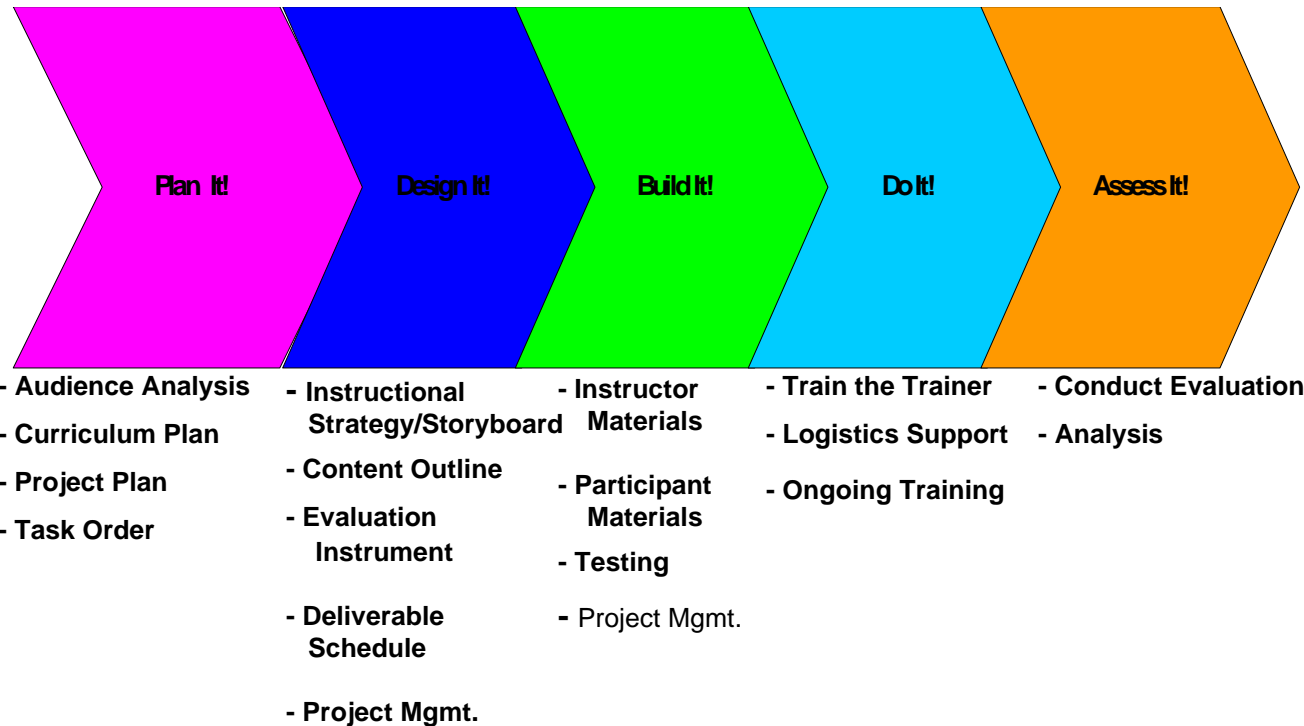 Plan It!
Design It!
Build It!
Do It!
Assess It!
- Audience Analysis
- Curriculum Plan
- Project Plan
- Task Order
- Instructional
Strategy/Storyboard
- Content Outline
- Evaluation
Instrument
- Deliverable
Schedule
- Project Mgmt.
- Instructor
Materials
- Participant
Materials
- Testing
- Project Mgmt.
- Train the Trainer
- Logistics Support
- Ongoing Training
- Conduct Evaluation
- Analysis